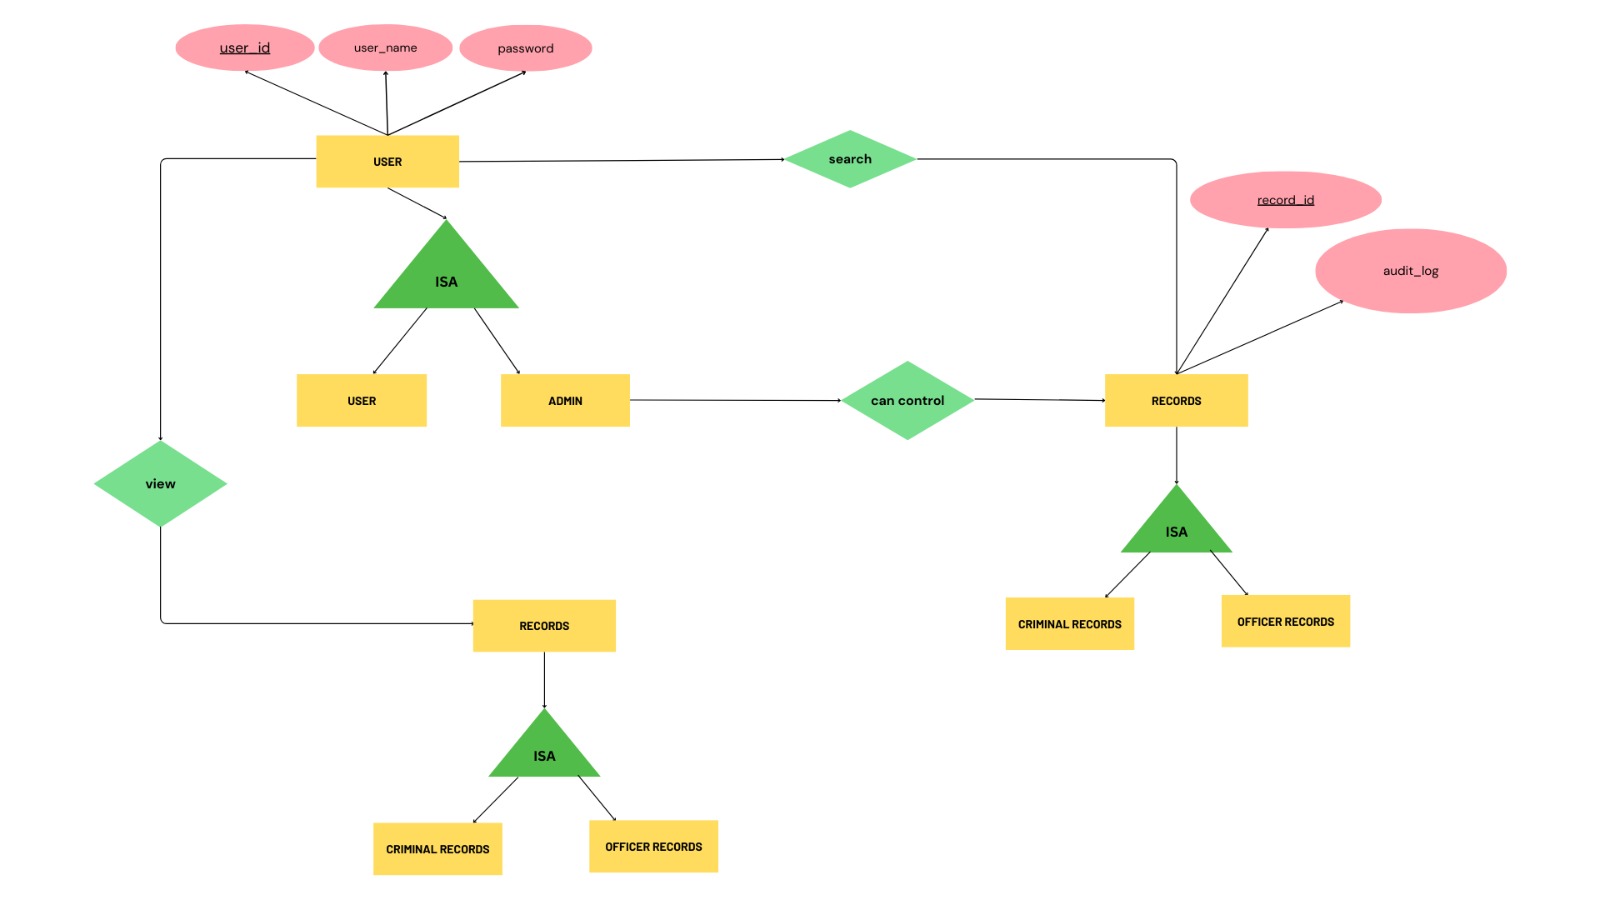 user_id
user_name
password
USER
search
record_id
audit_log
ISA
USER
ADMIN
can control
RECORDS
view
ISA
CRIMINAL RECORDS
OFFICER RECORDS
RECORDS
ISA
CRIMINAL RECORDS
OFFICER RECORDS